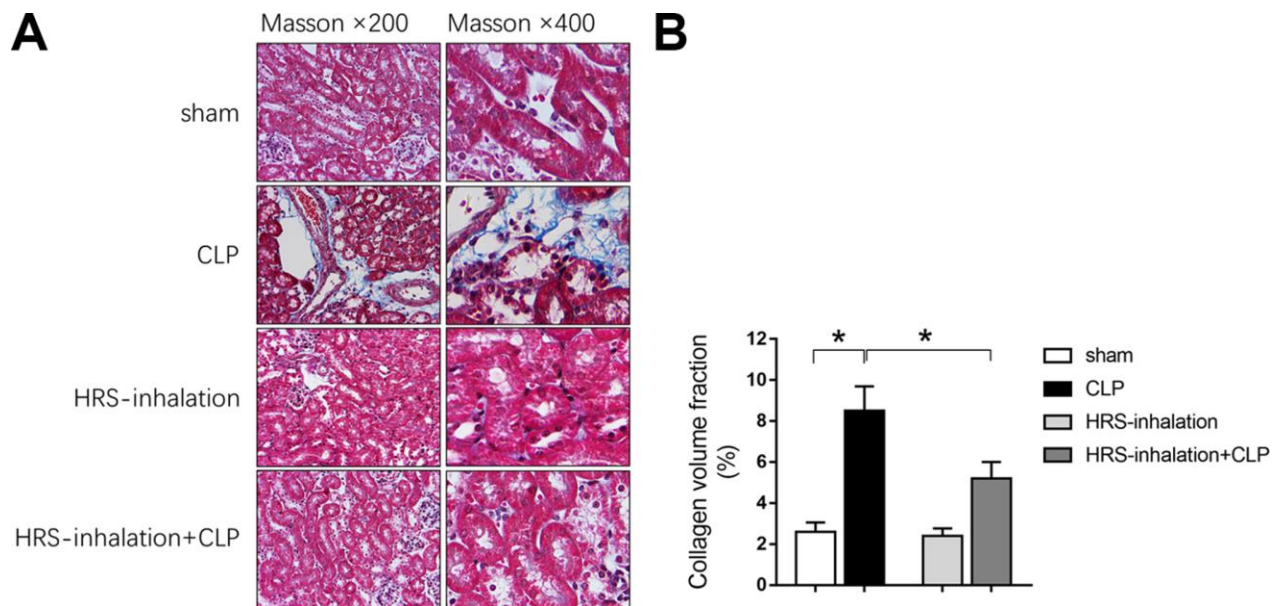 A
Masson ×200
Masson ×400
sham
CLP
HRS-inhalation
HRS-inhalation+CLP
B
Collagen volume fraction
(%)
12
10
8
6
4
2
0
*
*
sham
CLP
HRS-inhalation
HRS-inhalation+CLP